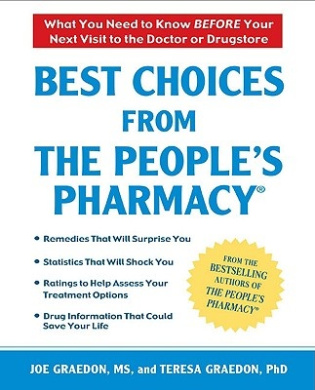 What You Need to Know BEFORE Your
Next Visit to the Doctor or Drugstore
BEST CHOICES
FROM
THE PEOPLE'S
PHARMACY®
• Remedies That Will Surprise You
• Statistics That Will Shock You
• Ratings to Help Assess Your
Treatment Options
• Drug Information That Could
Save Your Life
FROM THE
BESTSELLING
AUTHORS OF
THE PEOPLE'S
PHARMACY
JOE GRAEDON, MS, AND TERESA GRAEDON, PhD